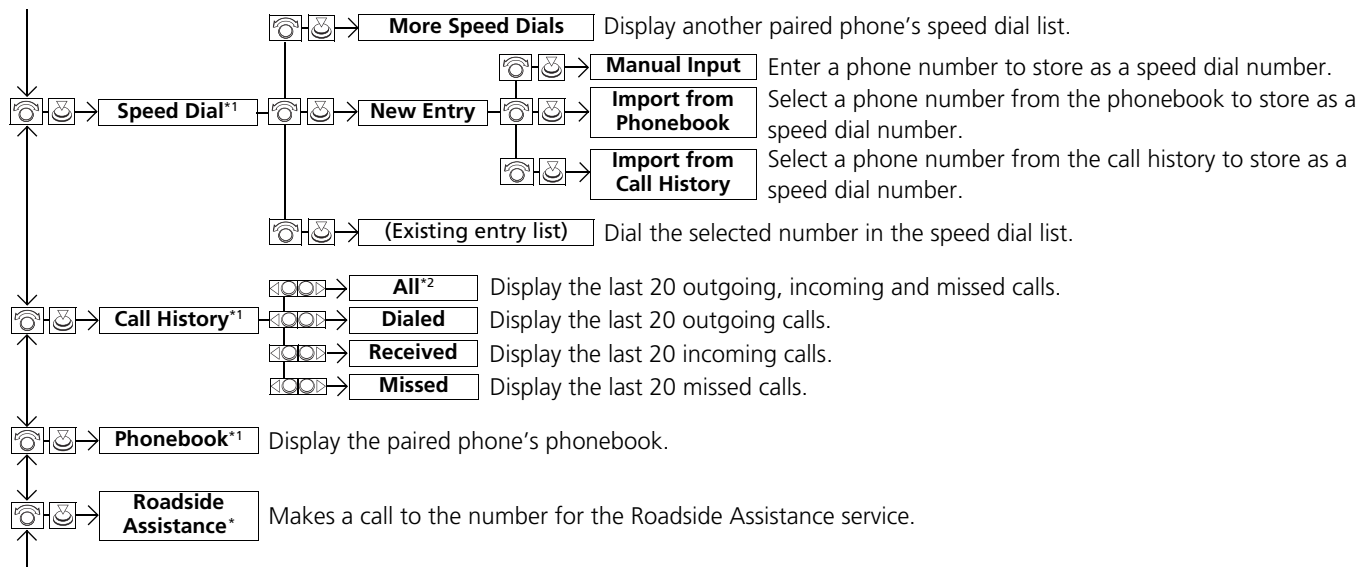 More Speed Dials Display another paired phone’s speed dial list.
Manual Input Enter a phone number to store as a speed dial number.
Speed Dial*1 New Entry Import from Phonebook Select a phone number from the phonebook to store as a
speed dial number.
Import from Call History Select a phone number from the call history to store as a
speed dial number.
(Existing entry list) Dial the selected number in the speed dial list.
All*2 Display the last 20 outgoing, incoming and missed calls.
Call History*1 Dialed Display the last 20 outgoing calls.
Received Display the last 20 incoming calls.
Missed Display the last 20 missed calls.
Phonebook*1 Display the paired phone’s phonebook.
Roadside
Assistance* Makes a call to the number for the Roadside Assistance service.